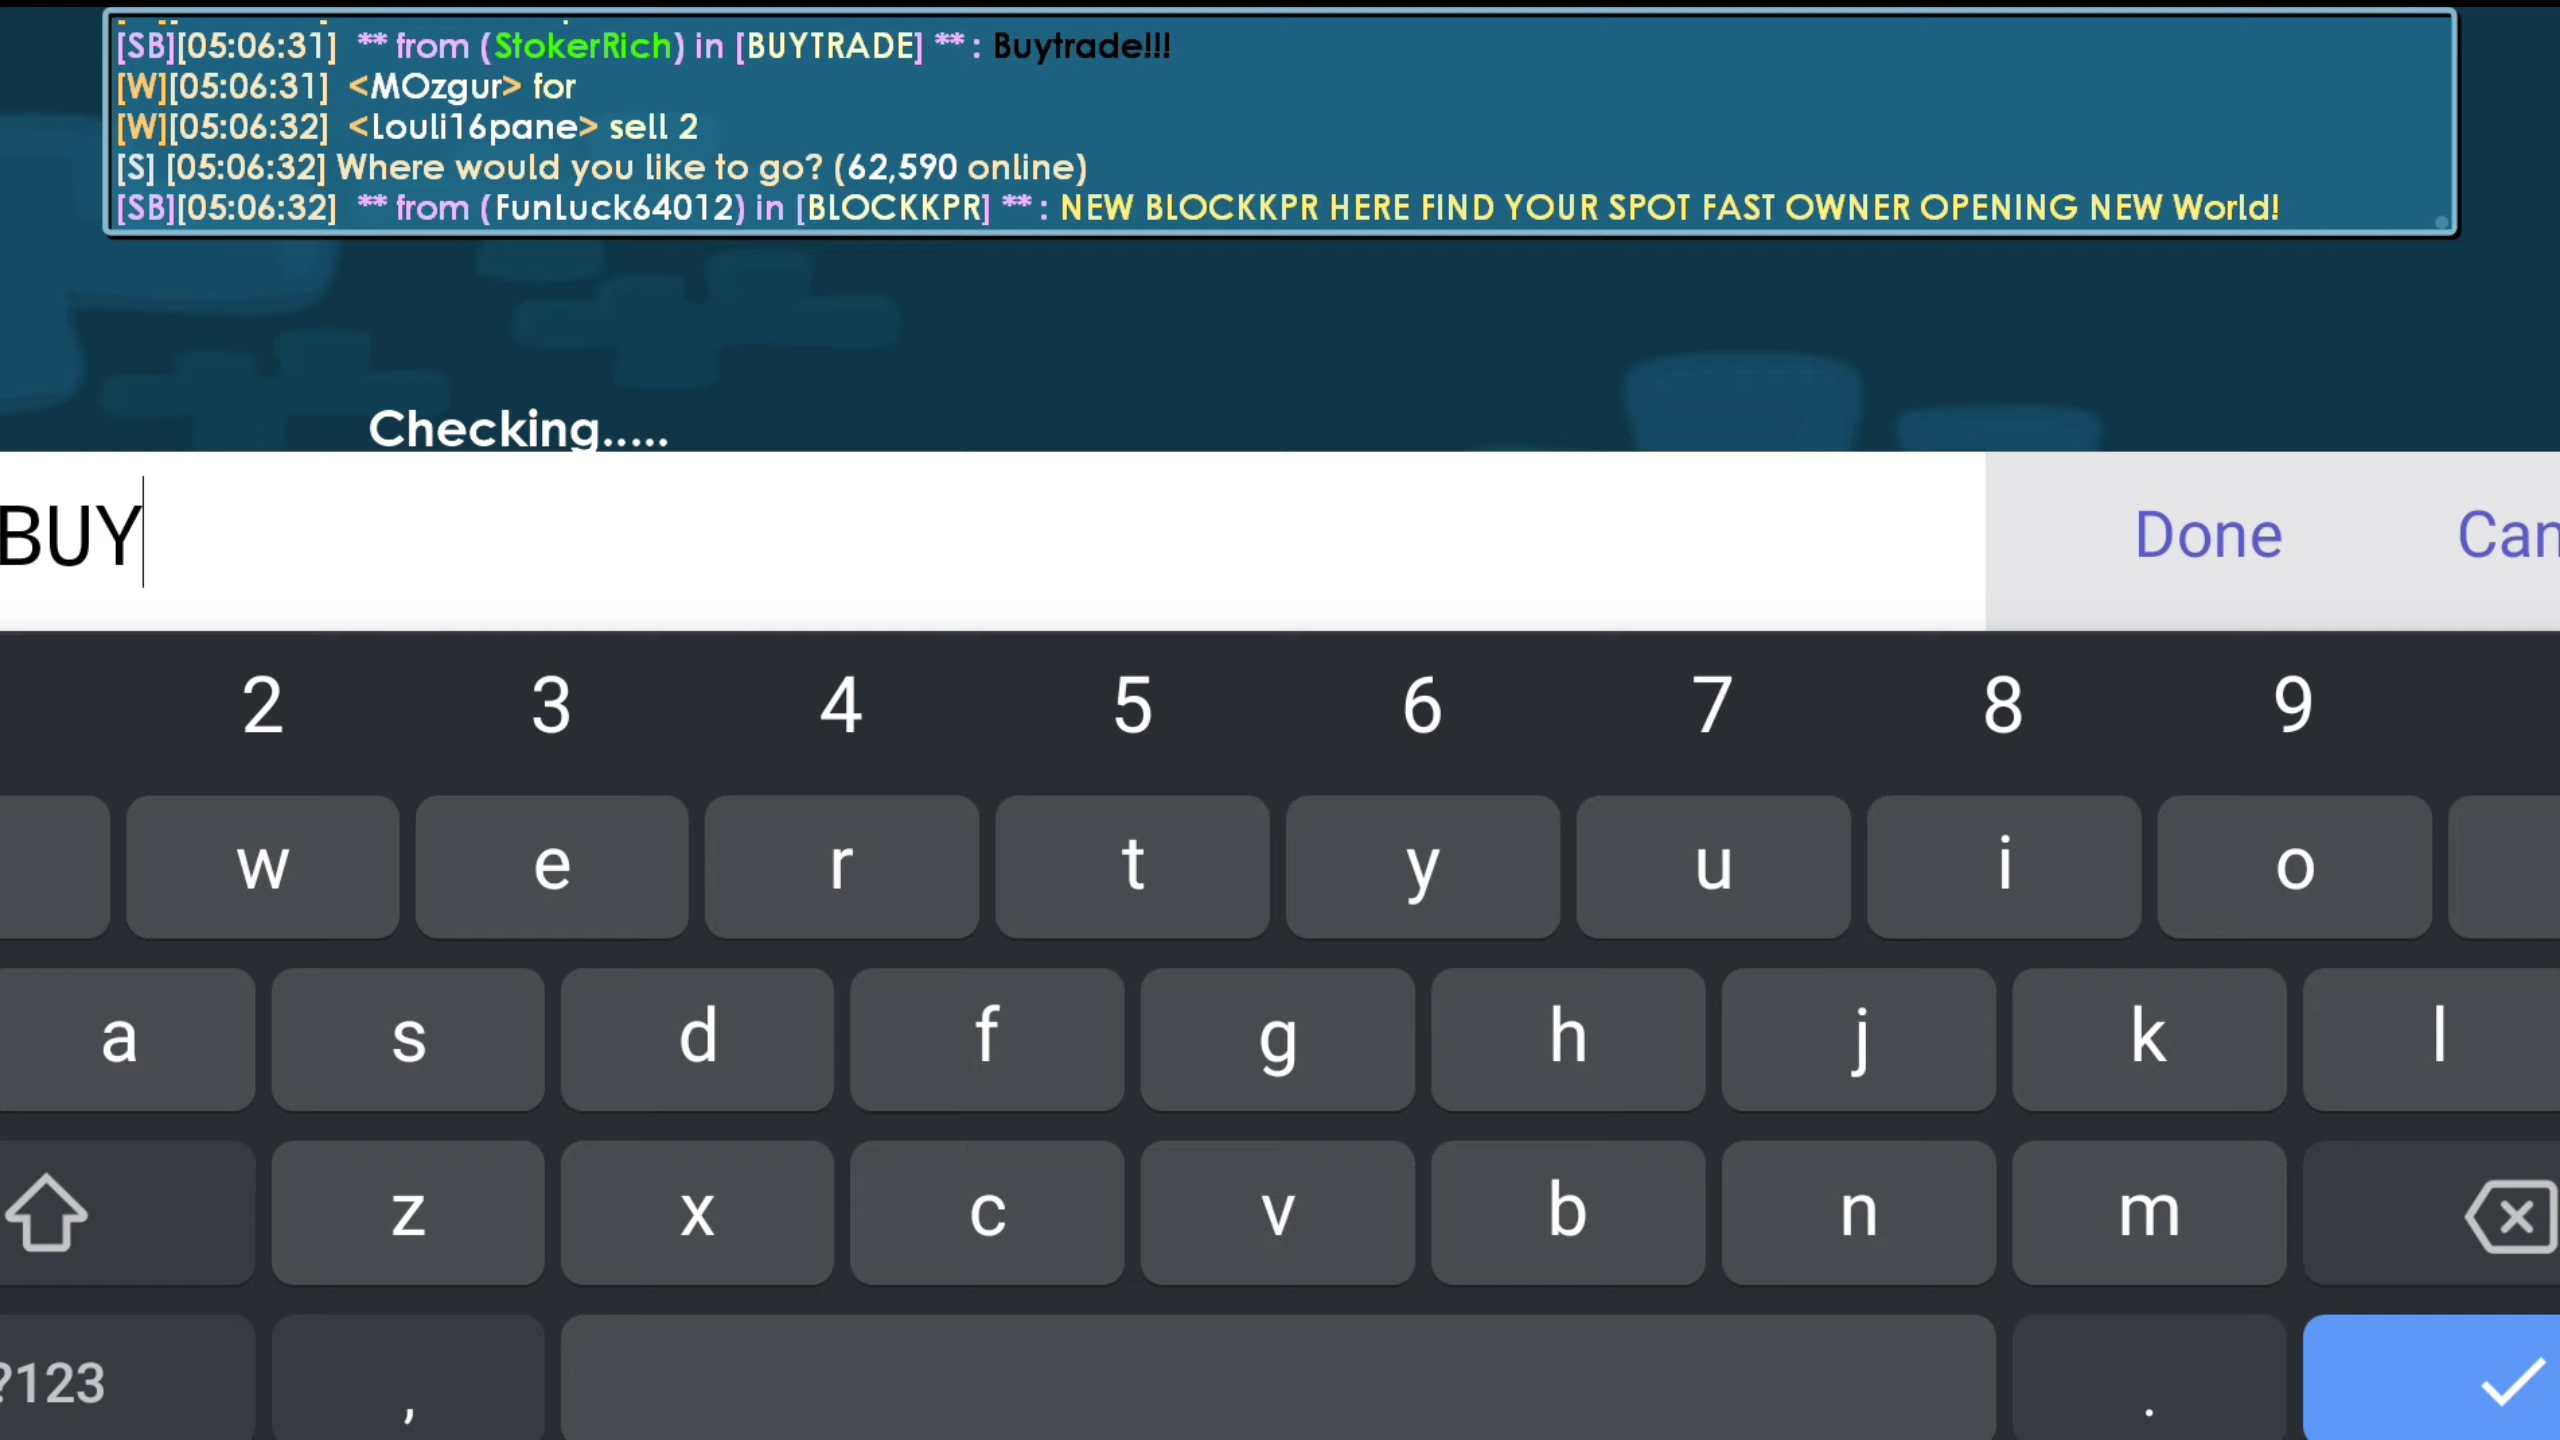 [SB][05:06:31] ** from (StokerRich) in [BUYTRADE] ** : Buytrade!!!
[W][05:06:31] <MOzgur> for
[W][05:06:32] <Louli16pane> sell 2
[S] [05:06:32] Where would you like to go? (62,590 online)
[SB][05:06:32] ** from (FunLuck64012) in [BLOCKKPR] ** : NEW BLOCKKPR HERE FIND YOUR SPOT FAST OWNER OPENING NEW World!
Checking.....
BUY Done Can
2 3 4 5 6 7 8 9
w e r t y u i o
a s d f g h j k l
z x c v b n m
?123 , .